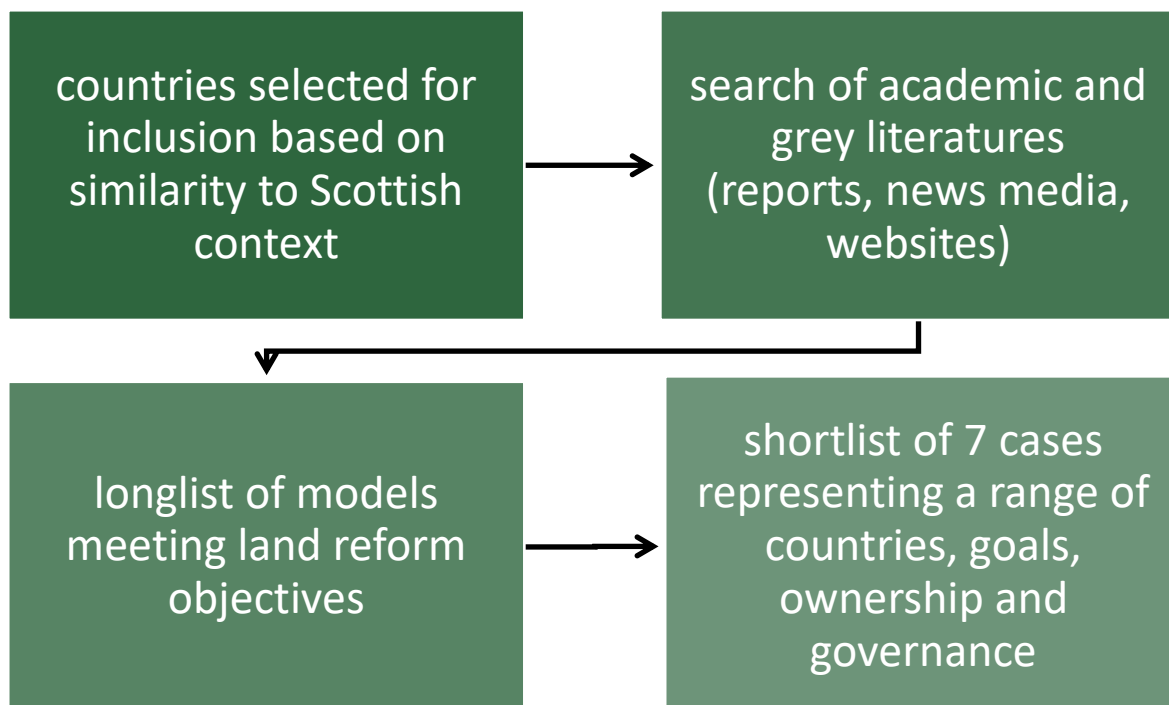 countries selected for
inclusion based on
similarity to Scottish
context
search of academic and
grey literatures
(reports, news media,
websites)
longlist of models
meeting land reform
objectives
shortlist of 7 cases
representing a range of
countries, goals,
ownership and
governance